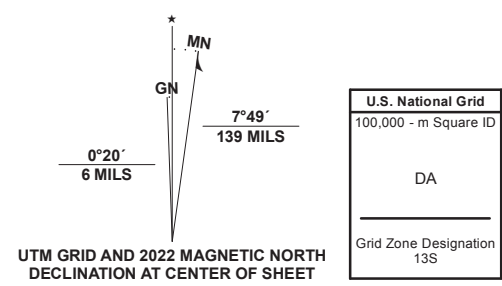 ★
MN
GN
7°49´
139 MILS
0°20´
6 MILS
UTM GRID AND 2022 MAGNETIC NORTH
DECLINATION AT CENTER OF SHEET
U.S. National Grid
100,000 - m Square ID
DA
Grid Zone Designation
13S